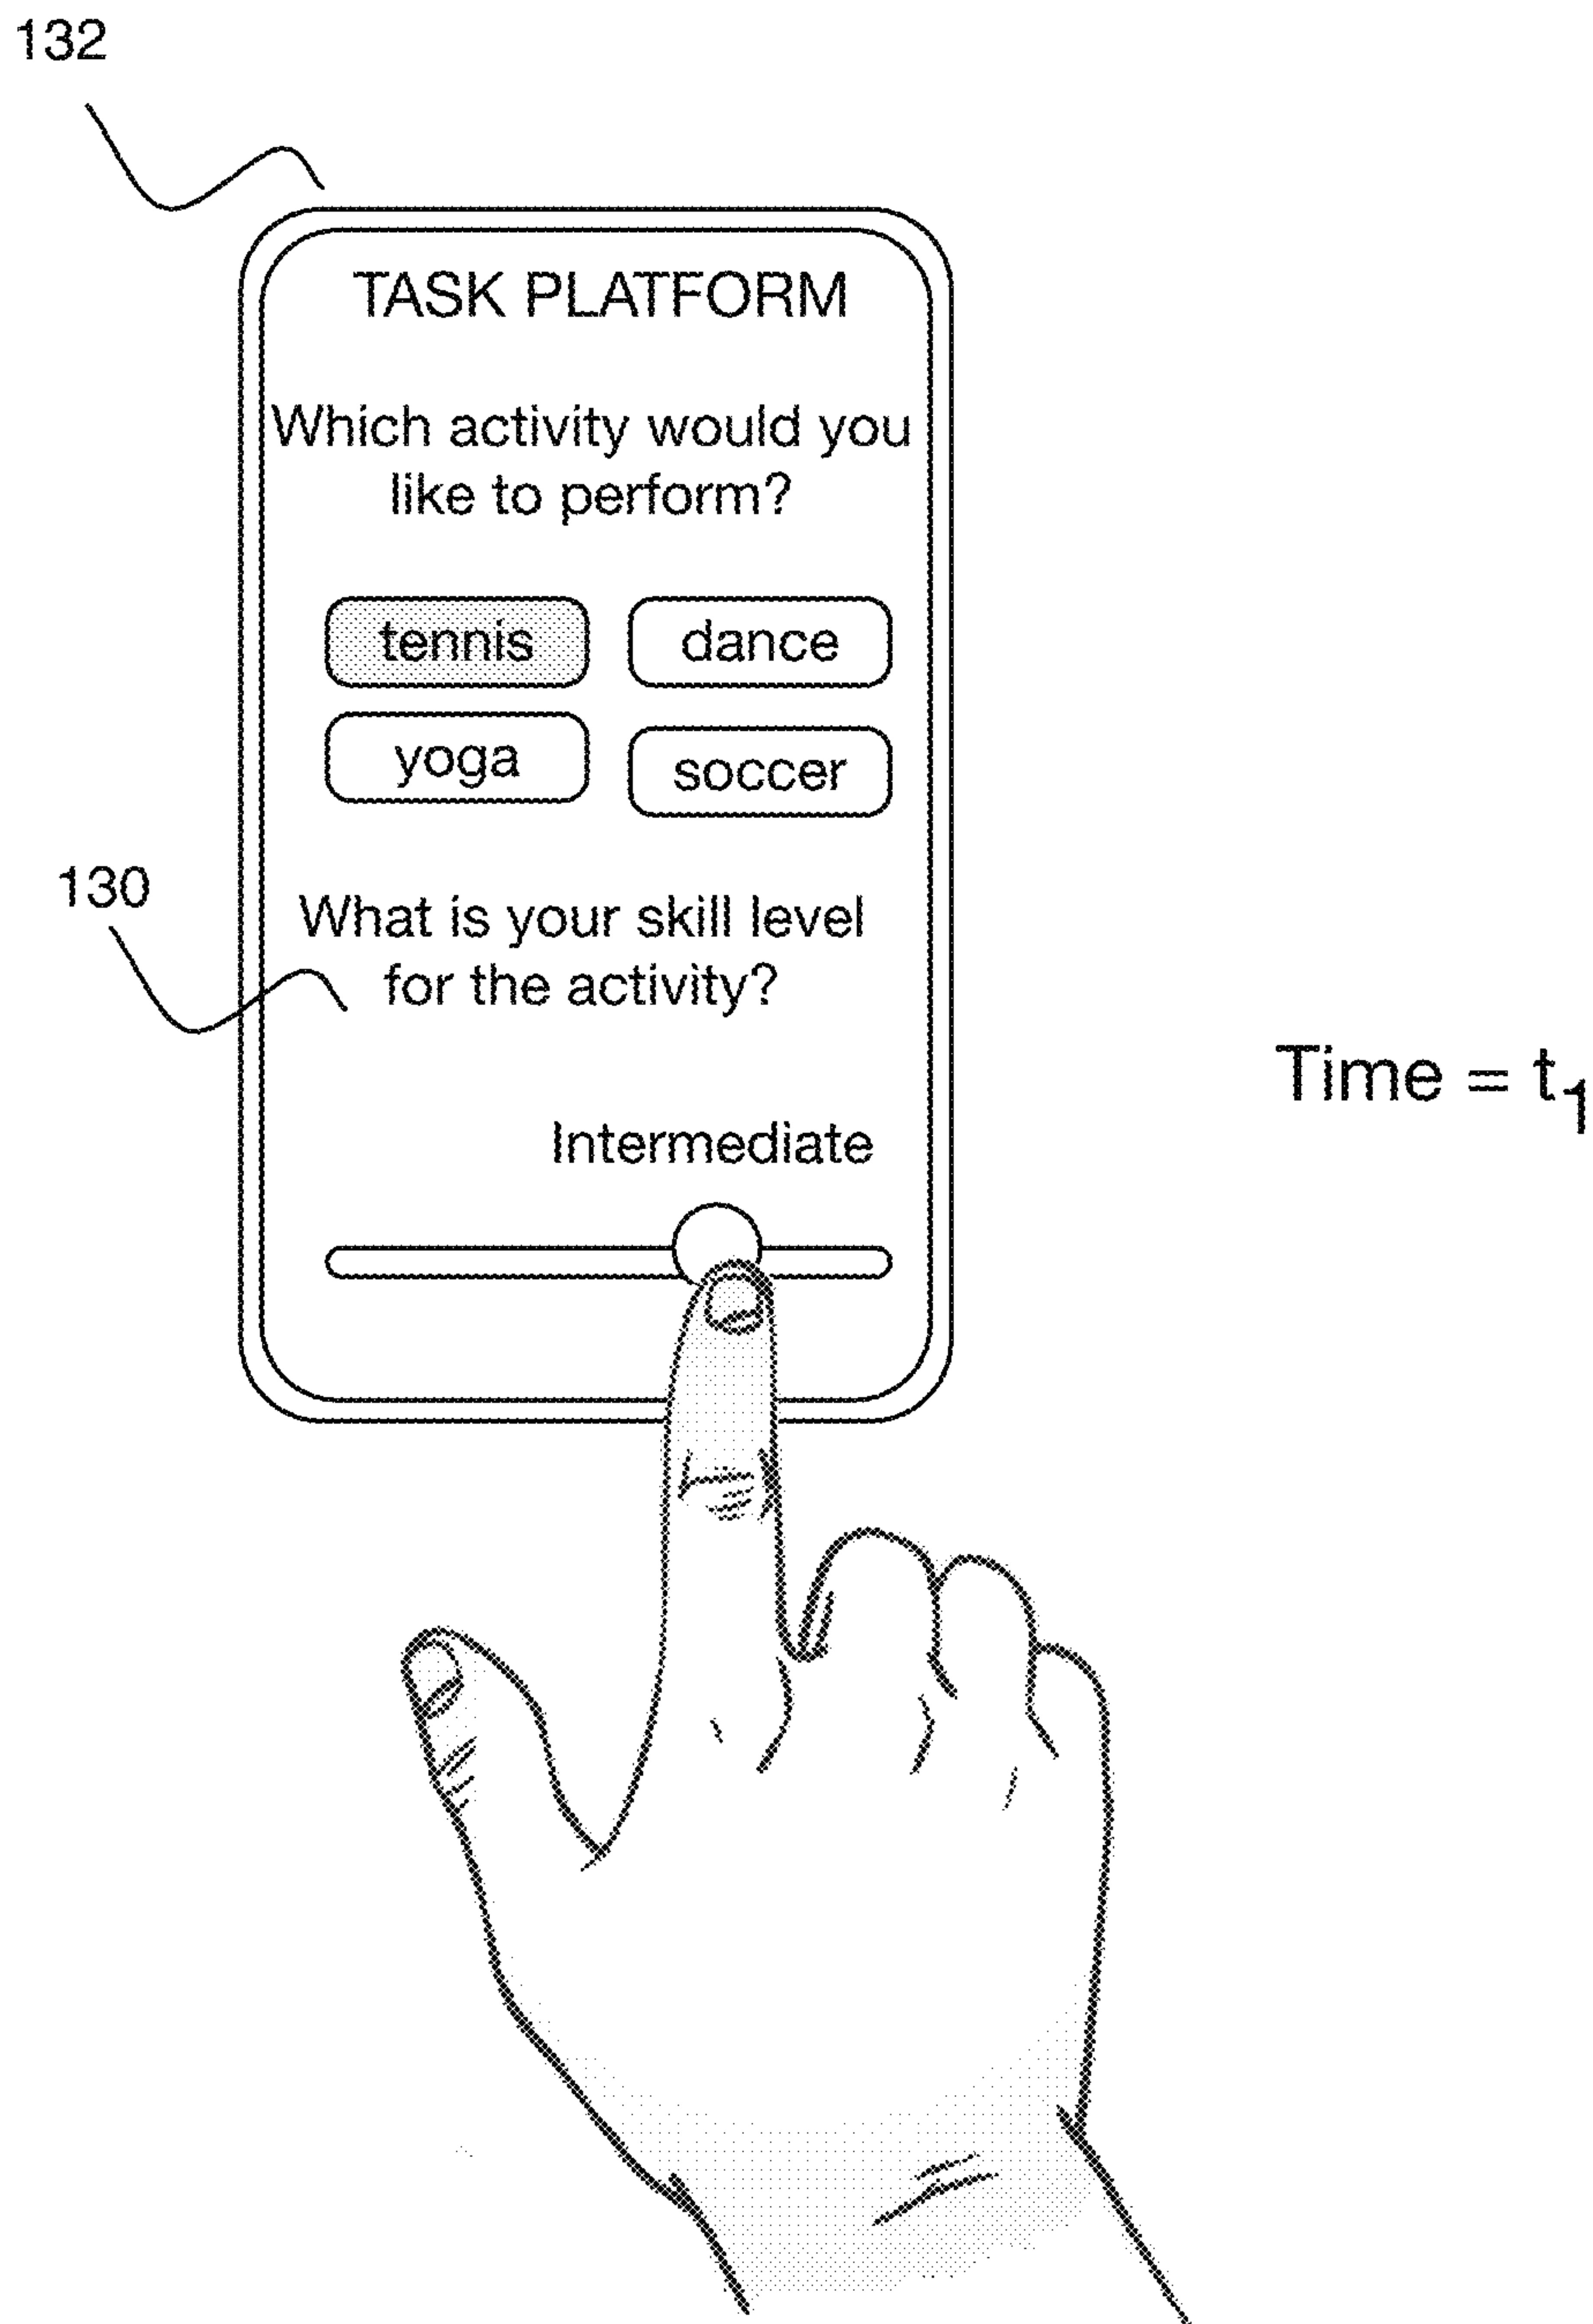 132
TASK PLATFORM
Which activity would you
like to perform?
tennis
dance
yoga
soccer
130
What is your skill level
for the activity?
Time = t₁
Intermediate